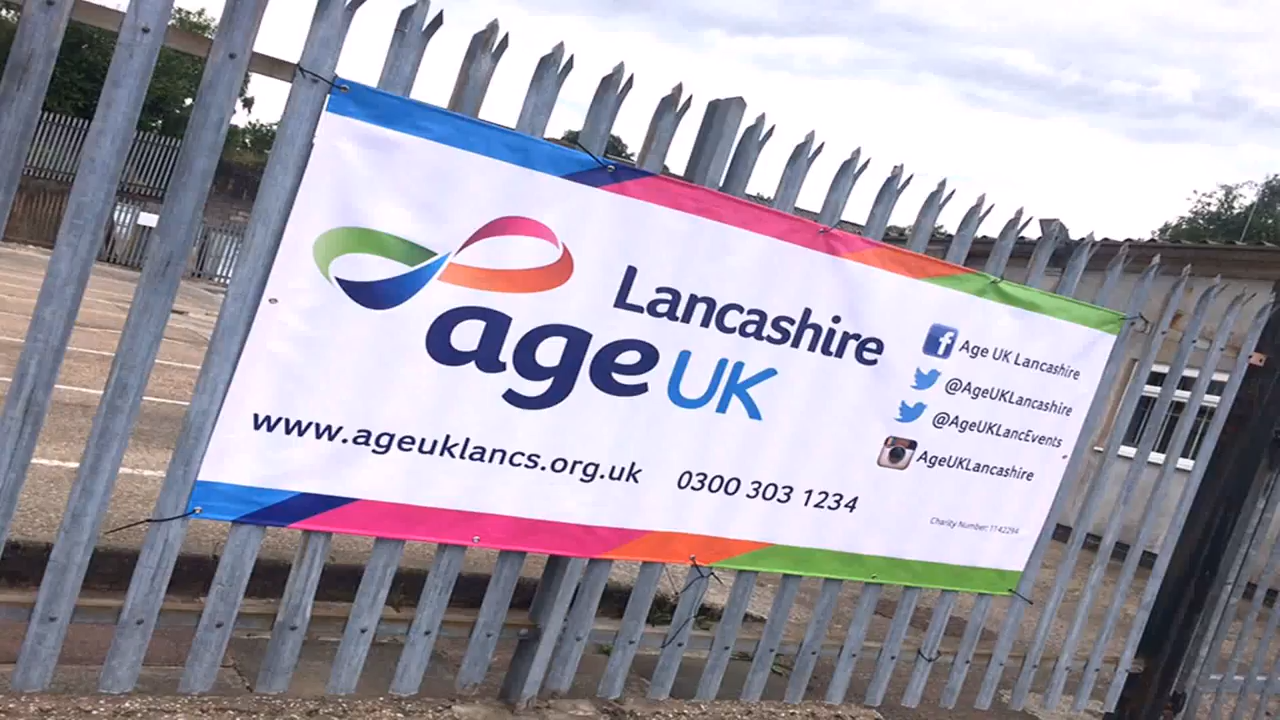 Lancashire
age UK
www.ageuklancs.org.uk
0300 303 1234
Age UK Lancashire
@AgeUKLancashire
@AgeUKLancEvents
AgeUKLancashire
Charity Number: 1142294